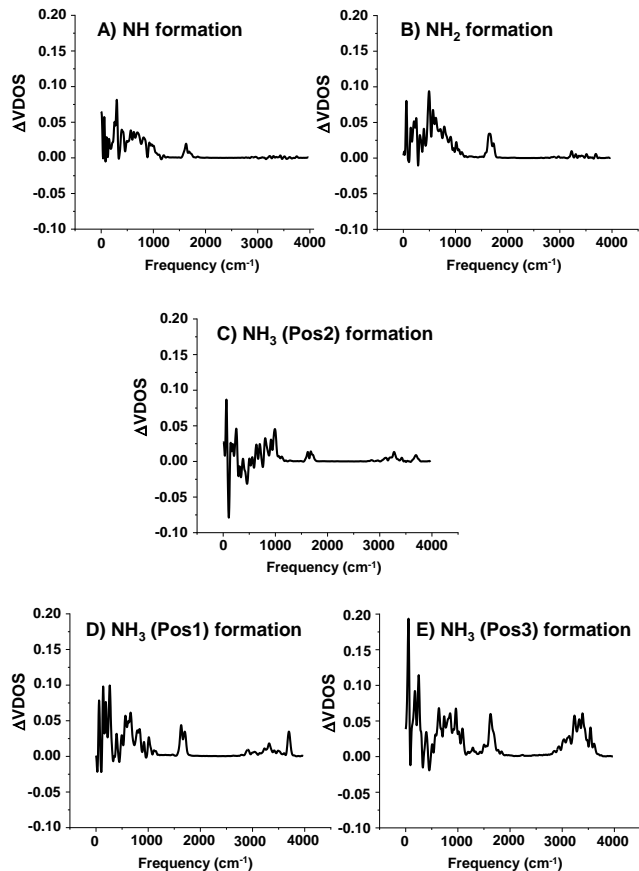 A) NH formation
0.20
0.15
0.10
0.05
0.00
-0.05
-0.10
ΔVDOS
0 1000 2000 3000 4000
Frequency (cm⁻¹)
B) NH₂ formation
0.20
0.15
0.10
0.05
0.00
-0.05
-0.10
ΔVDOS
0 1000 2000 3000 4000
Frequency (cm⁻¹)
C) NH₃ (Pos2) formation
0.20
0.15
0.10
0.05
0.00
-0.05
-0.10
ΔVDOS
0 1000 2000 3000 4000
Frequency (cm⁻¹)
D) NH₃ (Pos1) formation
0.20
0.15
0.10
0.05
0.00
-0.05
-0.10
ΔVDOS
0 1000 2000 3000 4000
Frequency (cm⁻¹)
E) NH₃ (Pos3) formation
0.20
0.15
0.10
0.05
0.00
-0.05
-0.10
ΔVDOS
0 1000 2000 3000 4000
Frequency (cm⁻¹)